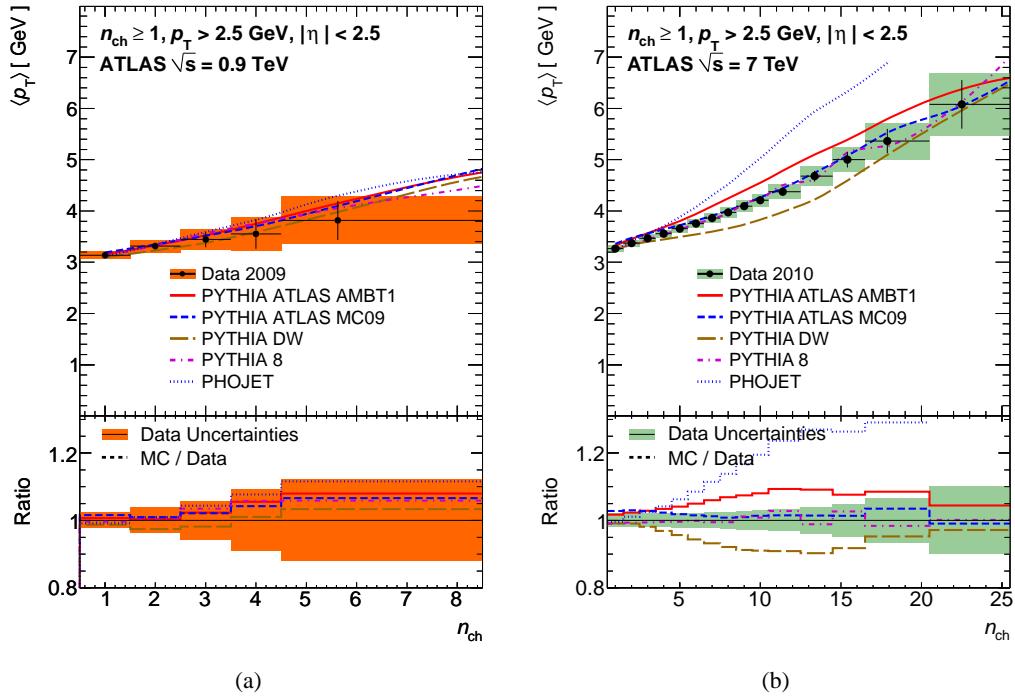 ⟨p_T⟩ [ GeV ]
n_ch ≥ 1, p_T > 2.5 GeV, | η | < 2.5
ATLAS √s = 0.9 TeV
7
6
5
4
3
2
1
Data 2009
PYTHIA ATLAS AMBT1
PYTHIA ATLAS MC09
PYTHIA DW
PYTHIA 8
PHOJET
Ratio
1.2
1
0.8
Data Uncertainties
MC / Data
1 2 3 4 5 6 7 8
n_ch
(a)
⟨p_T⟩ [ GeV ]
n_ch ≥ 1, p_T > 2.5 GeV, | η | < 2.5
ATLAS √s = 7 TeV
7
6
5
4
3
2
1
Data 2010
PYTHIA ATLAS AMBT1
PYTHIA ATLAS MC09
PYTHIA DW
PYTHIA 8
PHOJET
Ratio
1.2
1
0.8
Data Uncertainties
MC / Data
5 10 15 20 25
n_ch
(b)